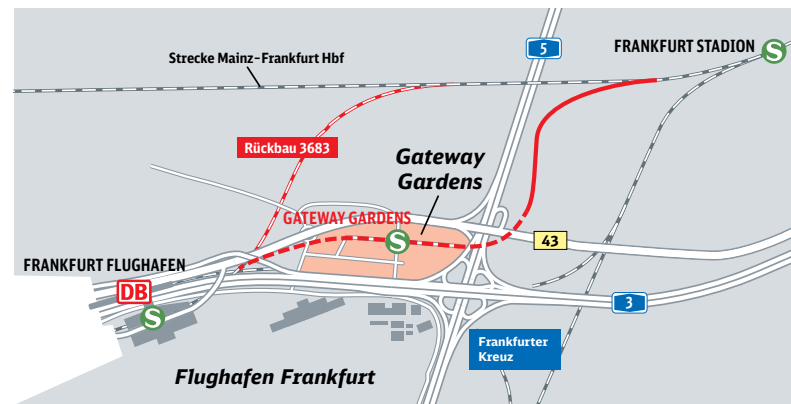 5
FRANKFURT STADION
S
Strecke Mainz–Frankfurt Hbf
Rückbau 3683
Gateway
Gardens
GATEWAY GARDENS
S
43
FRANKFURT FLUGHAFEN
DB
S
3
Frankfurter
Kreuz
Flughafen Frankfurt